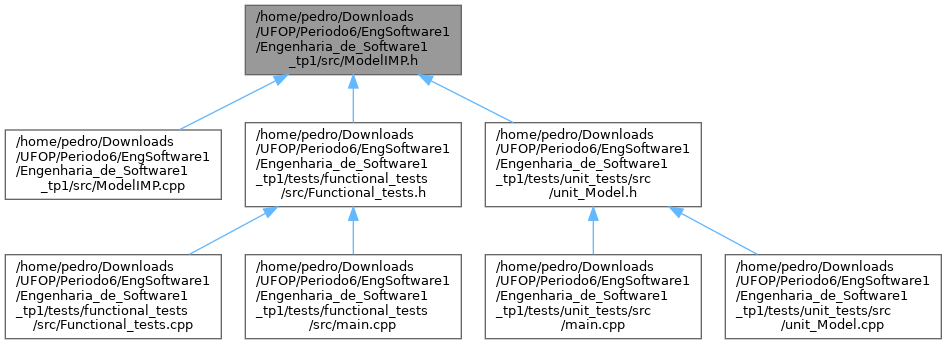 /home/pedro/Downloads
/UFOP/Periodo6/EngSoftware1
/Engenharia_de_Software1
_tp1/src/ModelIMP.h
/home/pedro/Downloads
/UFOP/Periodo6/EngSoftware1
/Engenharia_de_Software1
_tp1/src/ModelIMP.cpp
/home/pedro/Downloads
/UFOP/Periodo6/EngSoftware1
/Engenharia_de_Software1
_tp1/tests/functional_tests
/src/Functional_tests.h
/home/pedro/Downloads
/UFOP/Periodo6/EngSoftware1
/Engenharia_de_Software1
_tp1/tests/unit_tests/src
/unit_Model.h
/home/pedro/Downloads
/UFOP/Periodo6/EngSoftware1
/Engenharia_de_Software1
_tp1/tests/functional_tests
/src/Functional_tests.cpp
/home/pedro/Downloads
/UFOP/Periodo6/EngSoftware1
/Engenharia_de_Software1
_tp1/tests/functional_tests
/src/main.cpp
/home/pedro/Downloads
/UFOP/Periodo6/EngSoftware1
/Engenharia_de_Software1
_tp1/tests/unit_tests/src
/main.cpp
/home/pedro/Downloads
/UFOP/Periodo6/EngSoftware1
/Engenharia_de_Software1
_tp1/tests/unit_tests/src
/unit_Model.cpp